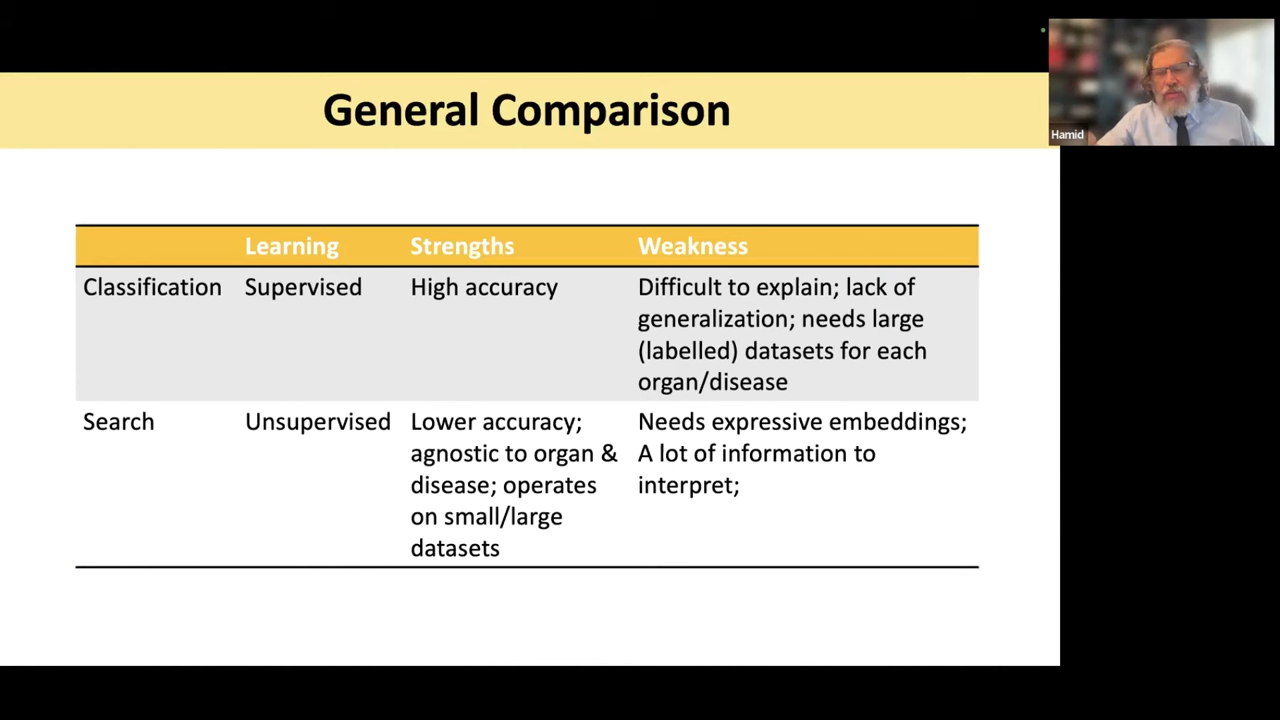 General Comparison
Hamid
Learning Strengths Weakness
Classification Supervised High accuracy Difficult to explain; lack of
generalization; needs large
(labelled) datasets for each
organ/disease
Search Unsupervised Lower accuracy; Needs expressive embeddings;
agnostic to organ & A lot of information to
disease; operates interpret;
on small/large
datasets